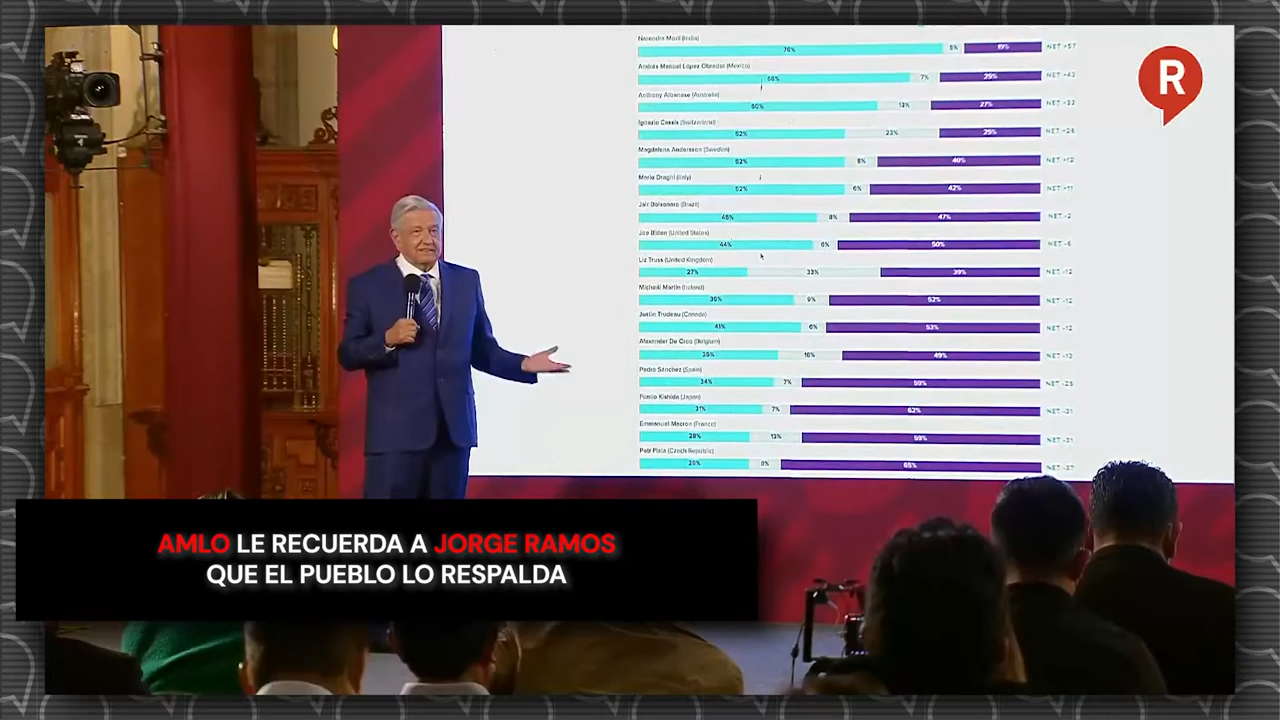 R
Narendra Modi (India)
76% 5% 19% NET +57
Andrés Manuel López Obrador (Mexico)
68% 7% 25% NET +43
Anthony Albanese (Australia)
60% 13% 27% NET +33
Ignazio Cassis (Switzerland)
52% 23% 25% NET +26
Magdalena Andersson (Sweden)
52% 8% 40% NET +12
Mario Draghi (Italy)
52% 6% 42% NET +11
Jair Bolsonaro (Brazil)
45% 8% 47% NET -2
Joe Biden (United States)
44% 6% 50% NET -6
Liz Truss (United Kingdom)
27% 33% 39% NET -12
Micheál Martin (Ireland)
39% 9% 52% NET -12
Justin Trudeau (Canada)
41% 6% 53% NET -12
Alexander De Croo (Belgium)
35% 16% 49% NET -13
Pedro Sánchez (Spain)
34% 7% 59% NET -25
Fumio Kishida (Japan)
31% 7% 62% NET -31
Emmanuel Macron (France)
28% 13% 59% NET -31
Petr Fiala (Czech Republic)
28% 8% 65% NET -37
AMLO LE RECUERDA A JORGE RAMOS
QUE EL PUEBLO LO RESPALDA